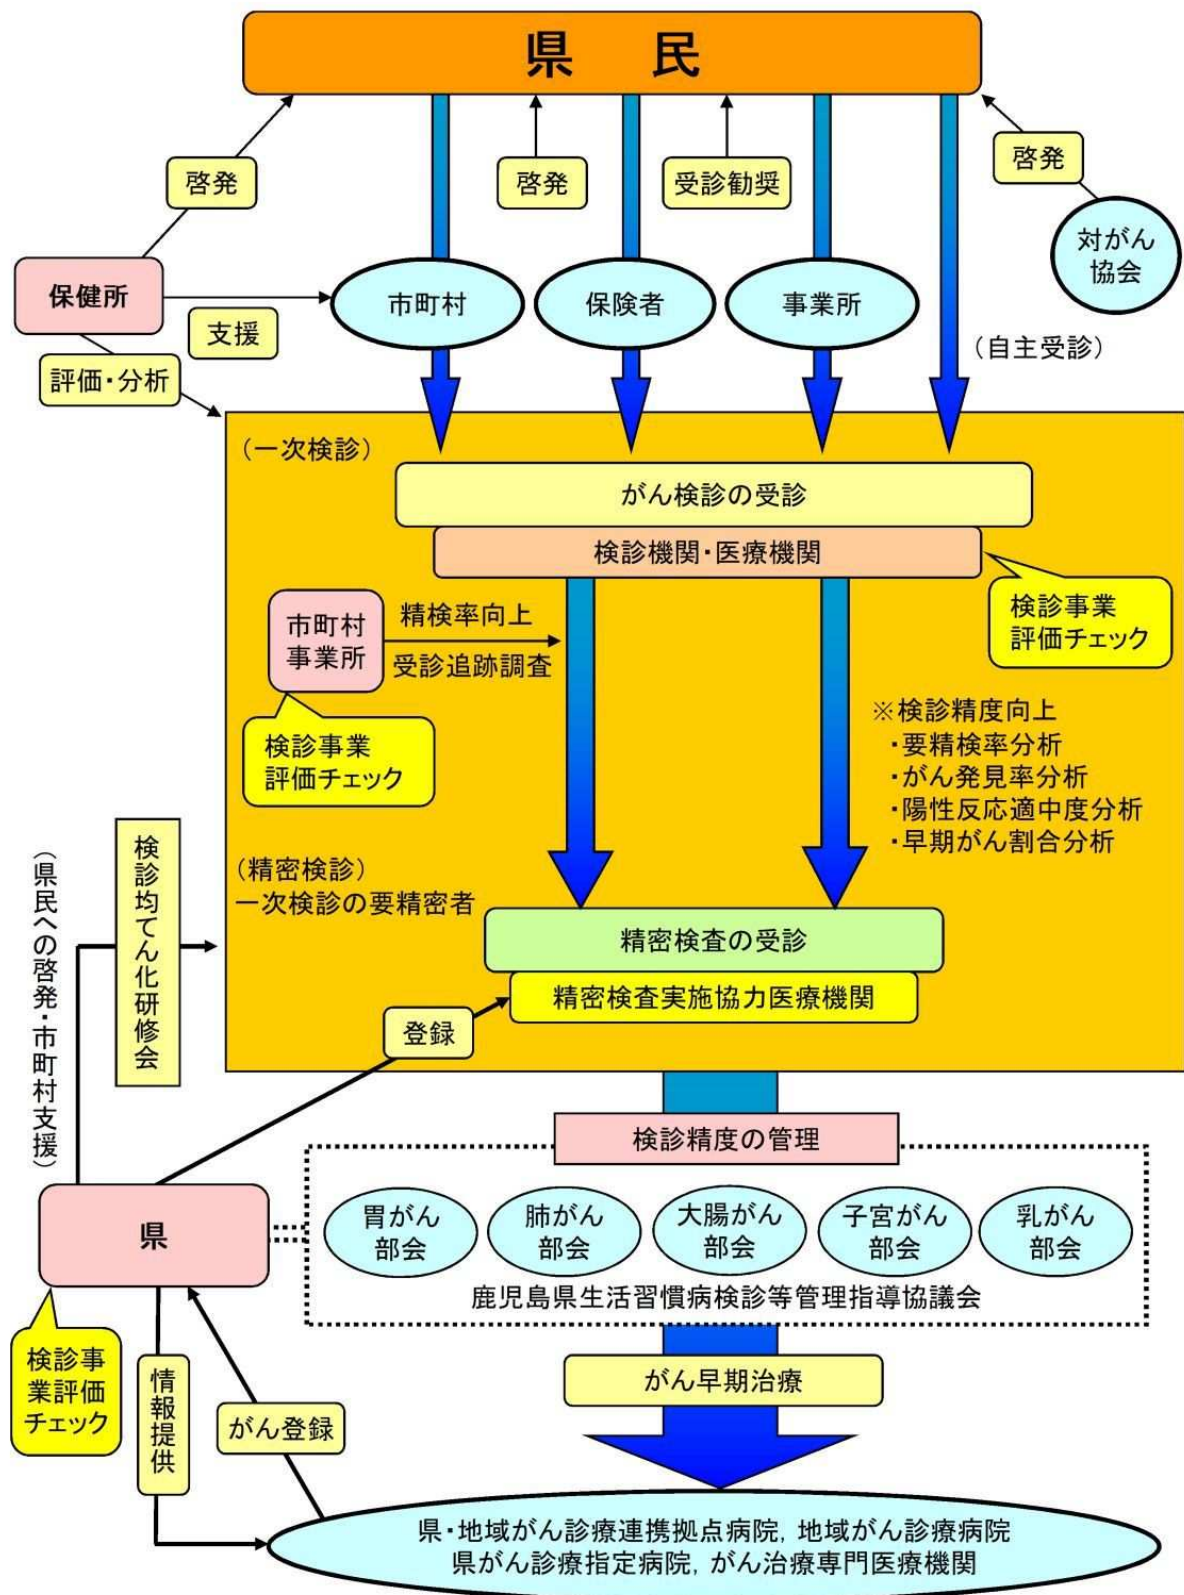 県　民
啓発
啓発
受診勧奨
啓発
対がん
協会
保健所
支援
評価・分析
市町村
保険者
事業所
（自主受診）
（一次検診）
がん検診の受診
検診機関・医療機関
検診事業
評価チェック
市町村
事業所
精検率向上
受診追跡調査
検診事業
評価チェック
※検診精度向上
・要精検率分析
・がん発見率分析
・陽性反応適中度分析
・早期がん割合分析
（精密検診）
一次検診の要精密者
精密検査の受診
精密検査実施協力医療機関
登録
検診均てん化研修会
（県民への啓発・市町村支援）
検診精度の管理
県
胃がん
部会
肺がん
部会
大腸がん
部会
子宮がん
部会
乳がん
部会
鹿児島県生活習慣病検診等管理指導協議会
検診事
業評価
チェック
情報提供
がん登録
がん早期治療
県・地域がん診療連携拠点病院，地域がん診療病院
県がん診療指定病院，がん治療専門医療機関